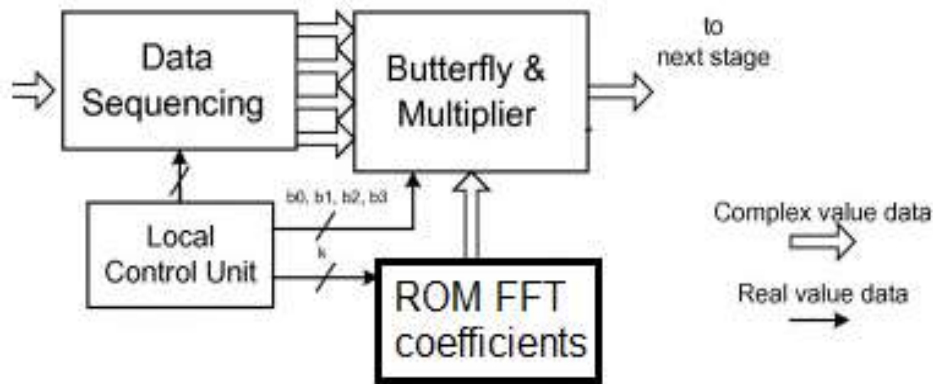 Data
Sequencing
Butterfly &
Multiplier
to
next stage
b0, b1, b2, b3
Local
Control Unit
k
ROM FFT
coefficients
Complex value data
Real value data